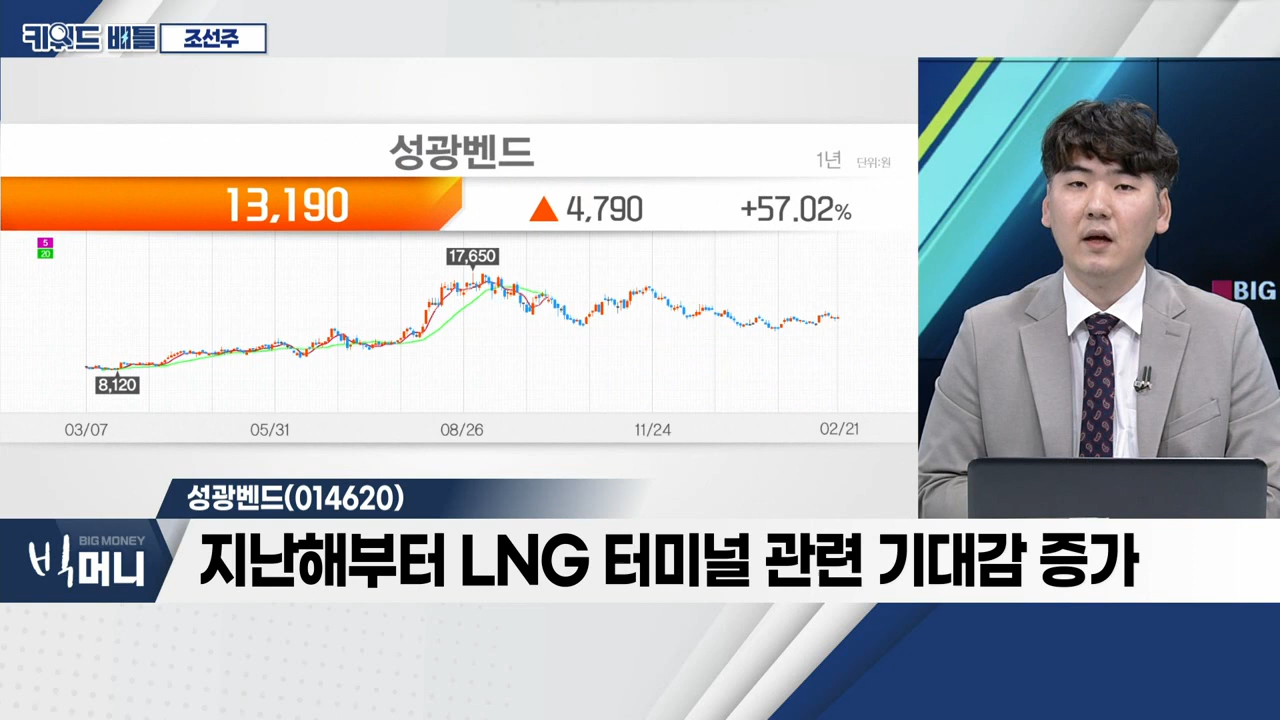 키워드 배틀 조선주
성광벤드
1년 단위:원
13,190 ▲ 4,790 +57.02%
5
20
17,650
8,120
03/07 05/31 08/26 11/24 02/21
BIG
성광벤드(014620)
BIG MONEY
빅머니
지난해부터 LNG 터미널 관련 기대감 증가